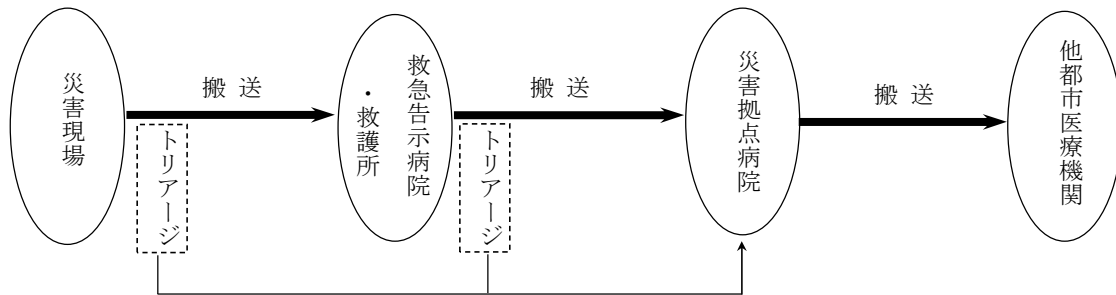 災害現場
搬送
トリアージ
救急告示病院
・救護所
搬送
トリアージ
災害拠点病院
搬送
他都市医療機関